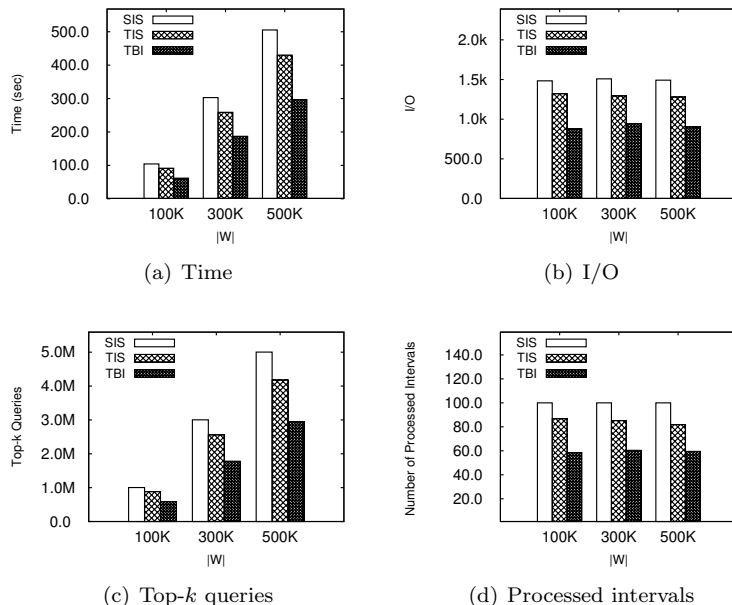 SIS
TIS
TBI
500.0
400.0
300.0
200.0
100.0
0.0
Time (sec)
100K 300K 500K
|W|
(a) Time
SIS
TIS
TBI
2.0k
1.5k
1.0k
500.0
0.0
I/O
100K 300K 500K
|W|
(b) I/O
SIS
TIS
TBI
5.0M
4.0M
3.0M
2.0M
1.0M
0.0
Top-k Queries
100K 300K 500K
|W|
(c) Top-k queries
SIS
TIS
TBI
140.0
120.0
100.0
80.0
60.0
40.0
20.0
Number of Processed Intervals
100K 300K 500K
|W|
(d) Processed intervals